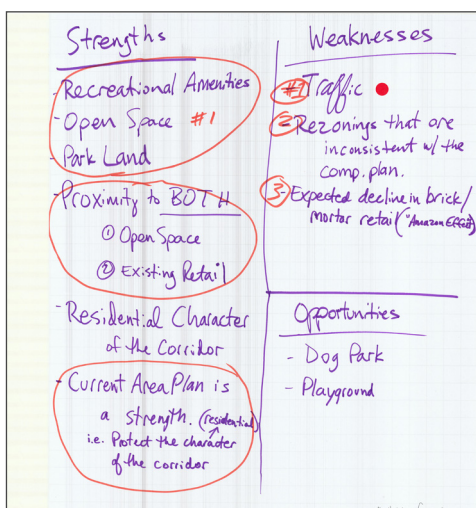 Strengths
- Recreational Amenities
- Open Space #1
- Park Land
- Proximity to BOTH
① Open Space
② Existing Retail
- Residential Character
of the Corridor
- Current Area Plan is
a strength. (residential)
i.e. Protect the character
of the corridor
Weaknesses
#1 Traffic
2 - Rezonings that are
inconsistent w/ the
comp. plan.
3 - Expected decline in brick/
mortar retail ("Amazon Effect")
Opportunities
- Dog Park
- Playground